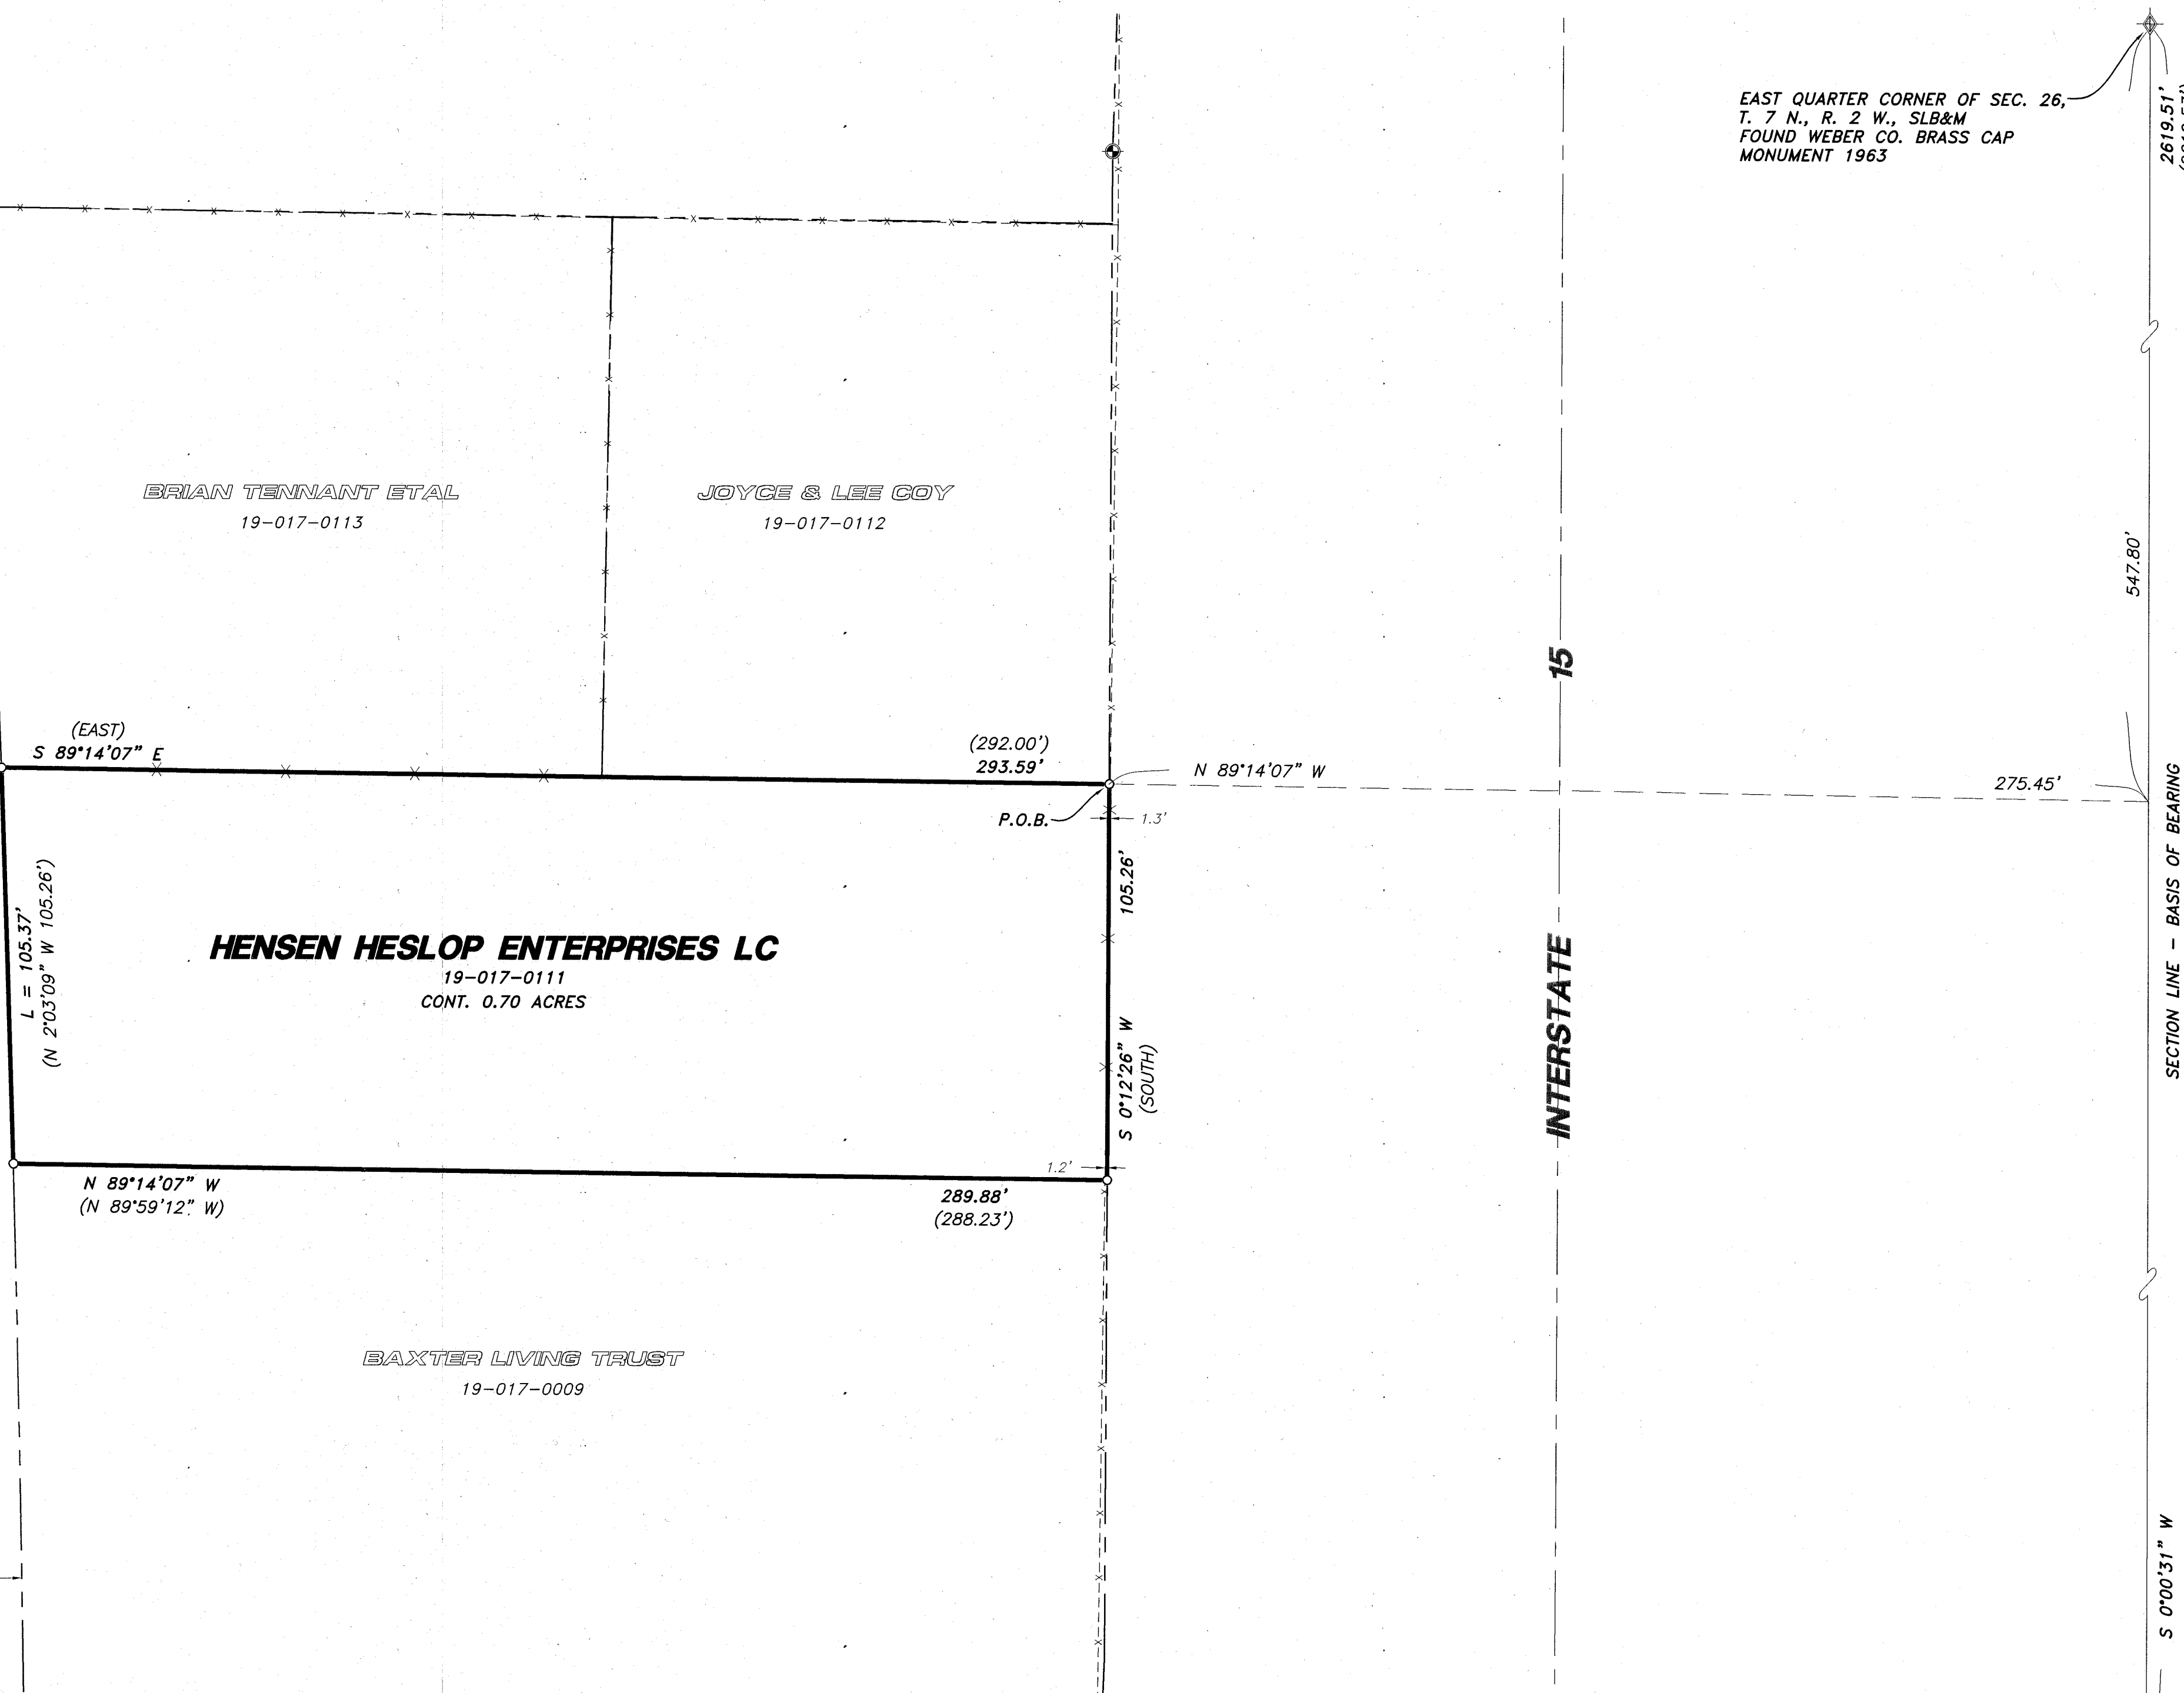 EAST QUARTER CORNER OF SEC. 26,
T. 7 N., R. 2 W., SLB&M
FOUND WEBER CO. BRASS CAP
MONUMENT 1963
2619.51'
BRIAN TENNANT ETAL
19-017-0113
JOYCE & LEE COY
19-017-0112
547.80'
15
(EAST)
S 89°14'07" E
(292.00')
293.59'
N 89°14'07" W
275.45'
P.O.B.
1.3'
105.26'
L = 105.37'
(N 2°03'09" W 105.26')
HENSEN HESLOP ENTERPRISES LC
19-017-0111
CONT. 0.70 ACRES
S 0°12'26" W
(SOUTH)
INTERSTATE
SECTION LINE - BASIS OF BEARING
1.2'
N 89°14'07" W
(N 89°59'12" W)
289.88'
(288.23')
BAXTER LIVING TRUST
19-017-0009
S 0°00'31" W